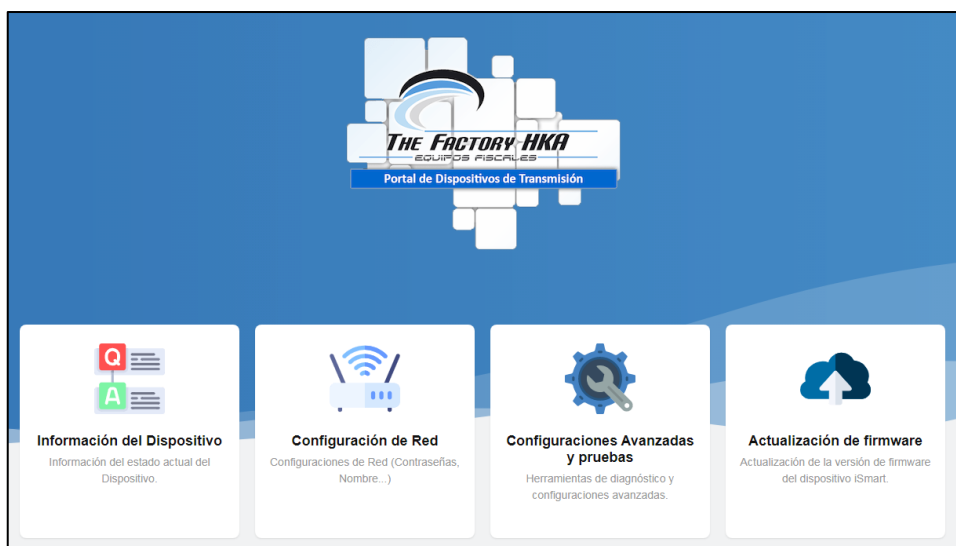 THE FACTORY HKA
EQUIPOS FISCALES
Portal de Dispositivos de Transmisión
Q
A
Información del Dispositivo
Información del estado actual del
Dispositivo.
Configuración de Red
Configuraciones de Red (Contraseñas,
Nombre...)
Configuraciones Avanzadas
y pruebas
Herramientas de diagnóstico y
configuraciones avanzadas.
Actualización de firmware
Actualización de la versión de firmware
del dispositivo iSmart.